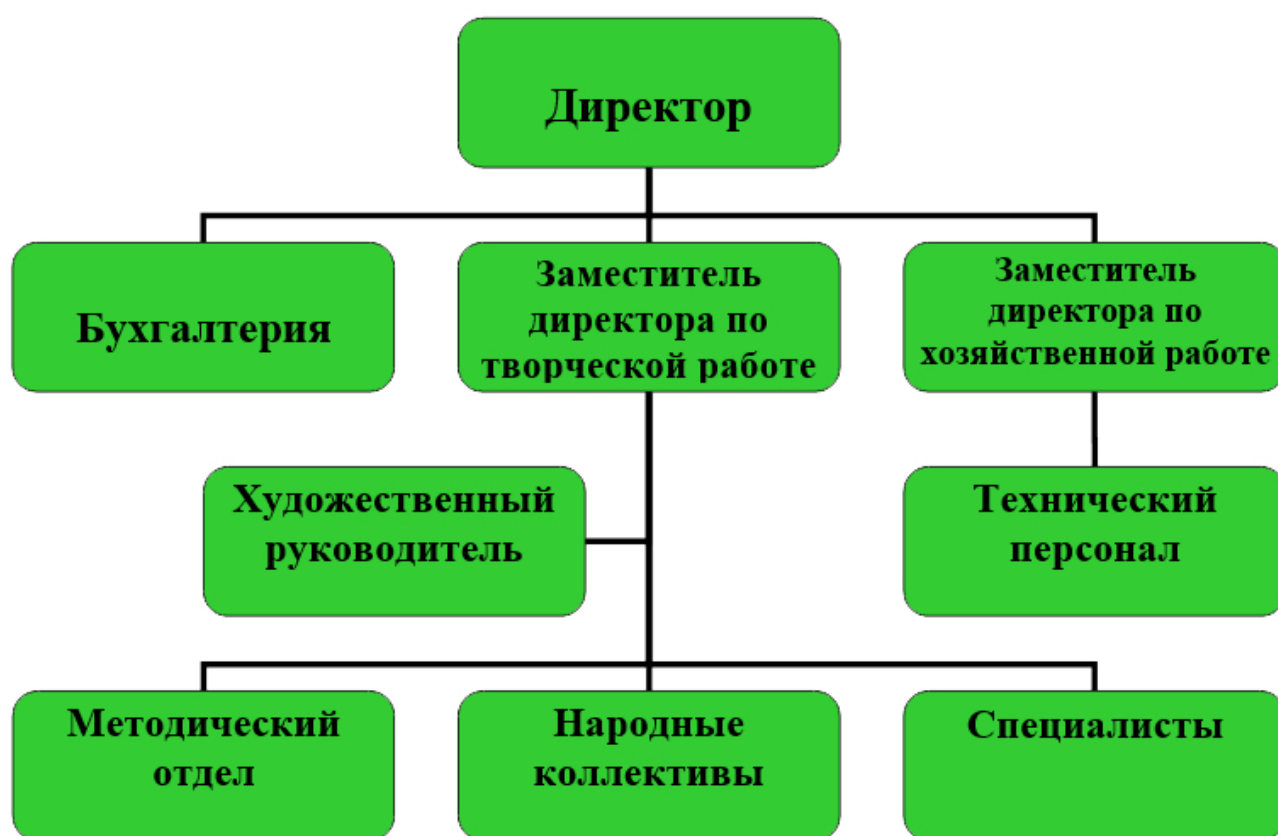 Директор
Бухгалтерия
Заместитель
директора по
творческой работе
Заместитель
директора по
хозяйственной работе
Художественный
руководитель
Технический
персонал
Методический
отдел
Народные
коллективы
Специалисты